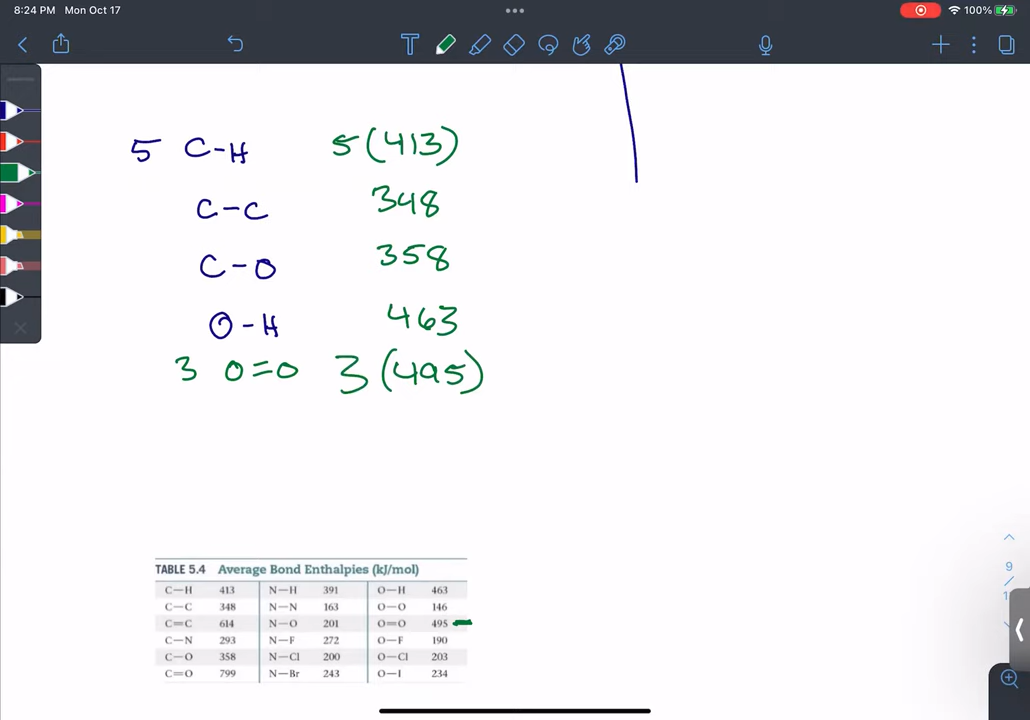 8:24 PM Mon Oct 17
100%
T
5 C-H 5(413)
C-C 348
C-O 358
O-H 463
3 O=O 3(495)
TABLE 5.4 Average Bond Enthalpies (kJ/mol)
C—H 413 N—H 391 O—H 463
C—C 348 N—N 163 O—O 146
C=C 614 N—O 201 O=O 495
C—N 293 N—F 272 O—F 190
C—O 358 N—Cl 200 O—Cl 203
C=O 799 N—Br 243 O—I 234
9
/